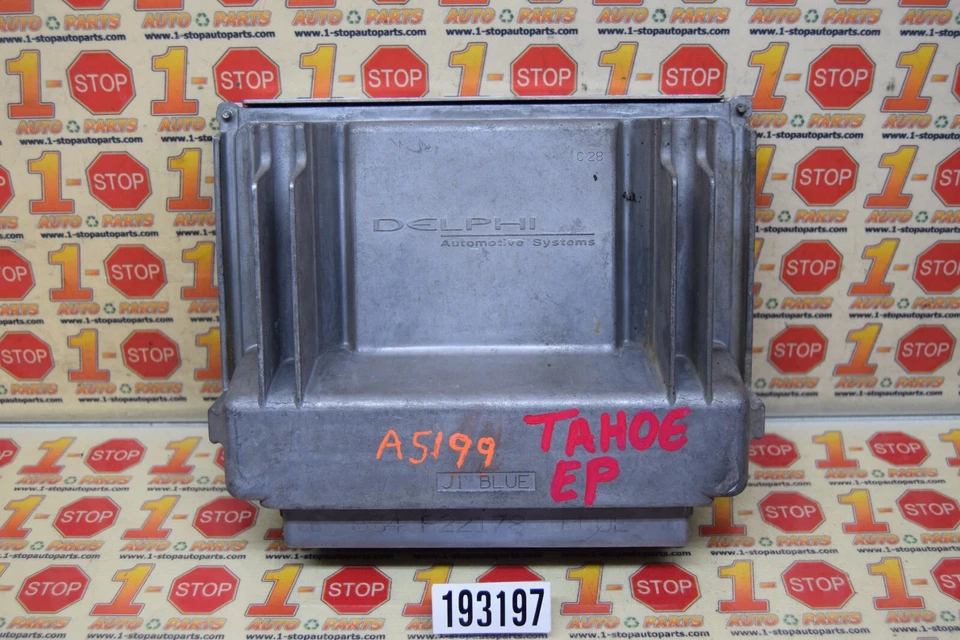 C 28
DELPHI
Automotive Systems
A5199
TAHOE
EP
J1 BLUE
193197
1-STOP
AUTO PARTS
www.1-stopautoparts.com